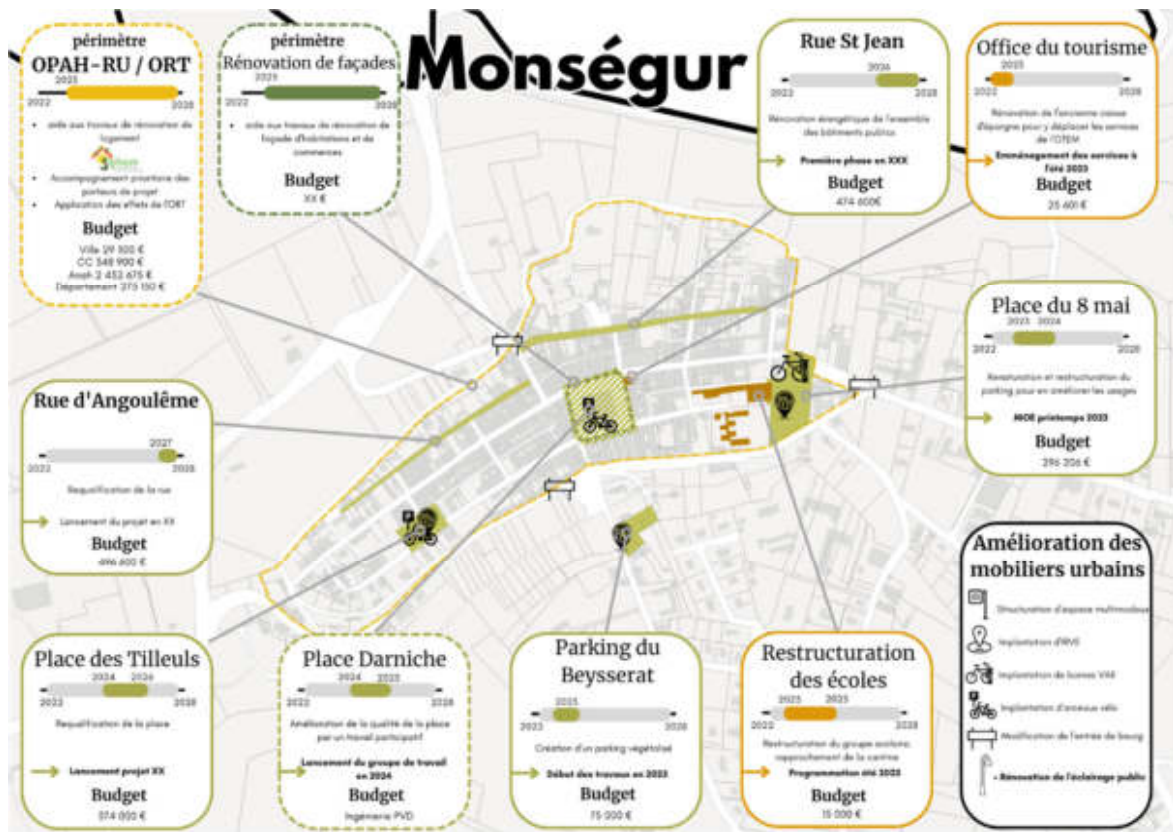 Monségur
périmètre
OPAH-RU / ORT
2023
2022
2028
• aide aux travaux de rénovation de
logement
• Accompagnement prioritaire des
porteurs de projet
• Application des effets de l'ORT
Budget
Ville 29 100 €
CC 348 900 €
Anah 2 452 675 €
Département 275 150 €
périmètre
Rénovation de façades
2023
2022
2028
• aide aux travaux de rénovation de
façade d'habitations et de
commerces
Budget
XX €
Rue St Jean
2026
2022
2028
Rénovation énergétique de l'ensemble
des bâtiments publics
Première phase en XXX
Budget
474 600€
Office du tourisme
2023
2022
2028
Rénovation de l'ancienne caisse
d'épargne pour y déplacer les services
de l'OTEM
Emménagement des services à
l'été 2023
Budget
25 601 €
Place du 8 mai
2023 2024
2022
2028
Renaturation et restructuration du
parking pour en améliorer les usages
MOE printemps 2023
Budget
296 206 €
Rue d'Angoulême
2027
2022
2028
Requalification de la rue
Lancement du projet en XX
Budget
696 600 €
Amélioration des
mobiliers urbains
Structuration d'espace multimodaux
Implantation d'IRVE
Implantation de bornes VAE
Implantation d'arceaux vélo
Modification de l'entrée de bourg
- Rénovation de l'éclairage public
Place des Tilleuls
2024 2026
2022
2028
Requalification de la place
Lancement projet XX
Budget
574 000 €
Place Darniche
2024 2025
2022
2028
Amélioration de la qualité de la place
par un travail participatif
Lancement du groupe de travail
en 2024
Budget
Ingénierie PVD
Parking du
Beysserat
2023
2022
2028
Création d'un parking végétalisé
Début des travaux en 2023
Budget
75 000 €
Restructuration
des écoles
2023 2025
2022
2028
Restructuration du groupe scolaire,
rapprochement de la cantine
Programmation été 2023
Budget
15 000 €